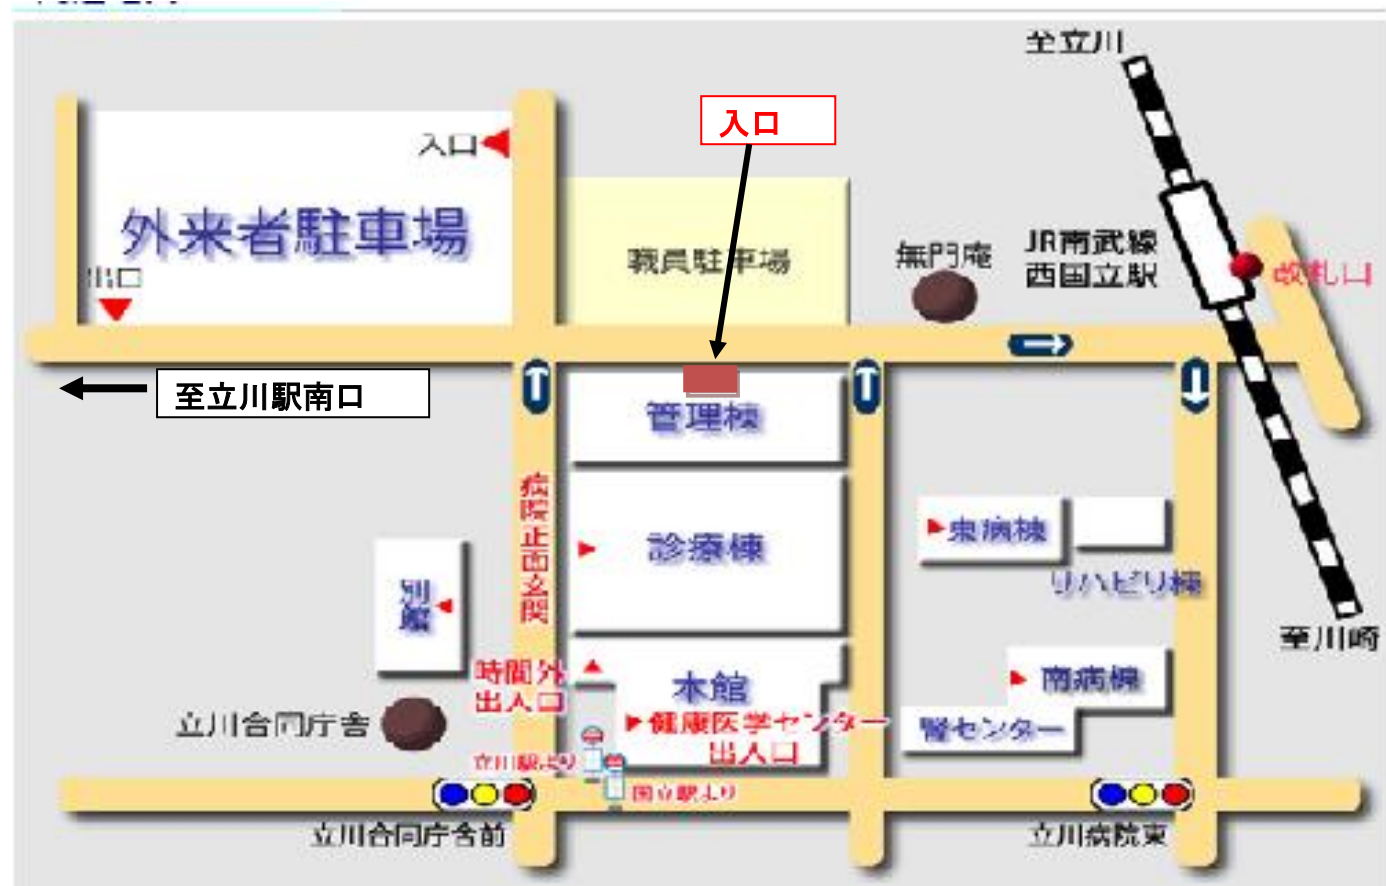 至立川
入口
入口
外来者駐車場
出口
職員駐車場
無門庵
JR南武線
西国立駅
改札口
至立川駅南口
管理棟
病院正面玄関
診療棟
東病棟
リハビリ棟
別館
至川崎
時間外
出入口
本館
健康医学センター
出入口
南病棟
腎センター
立川合同庁舎
立川駅より
国立駅より
立川合同庁舎前
立川病院東